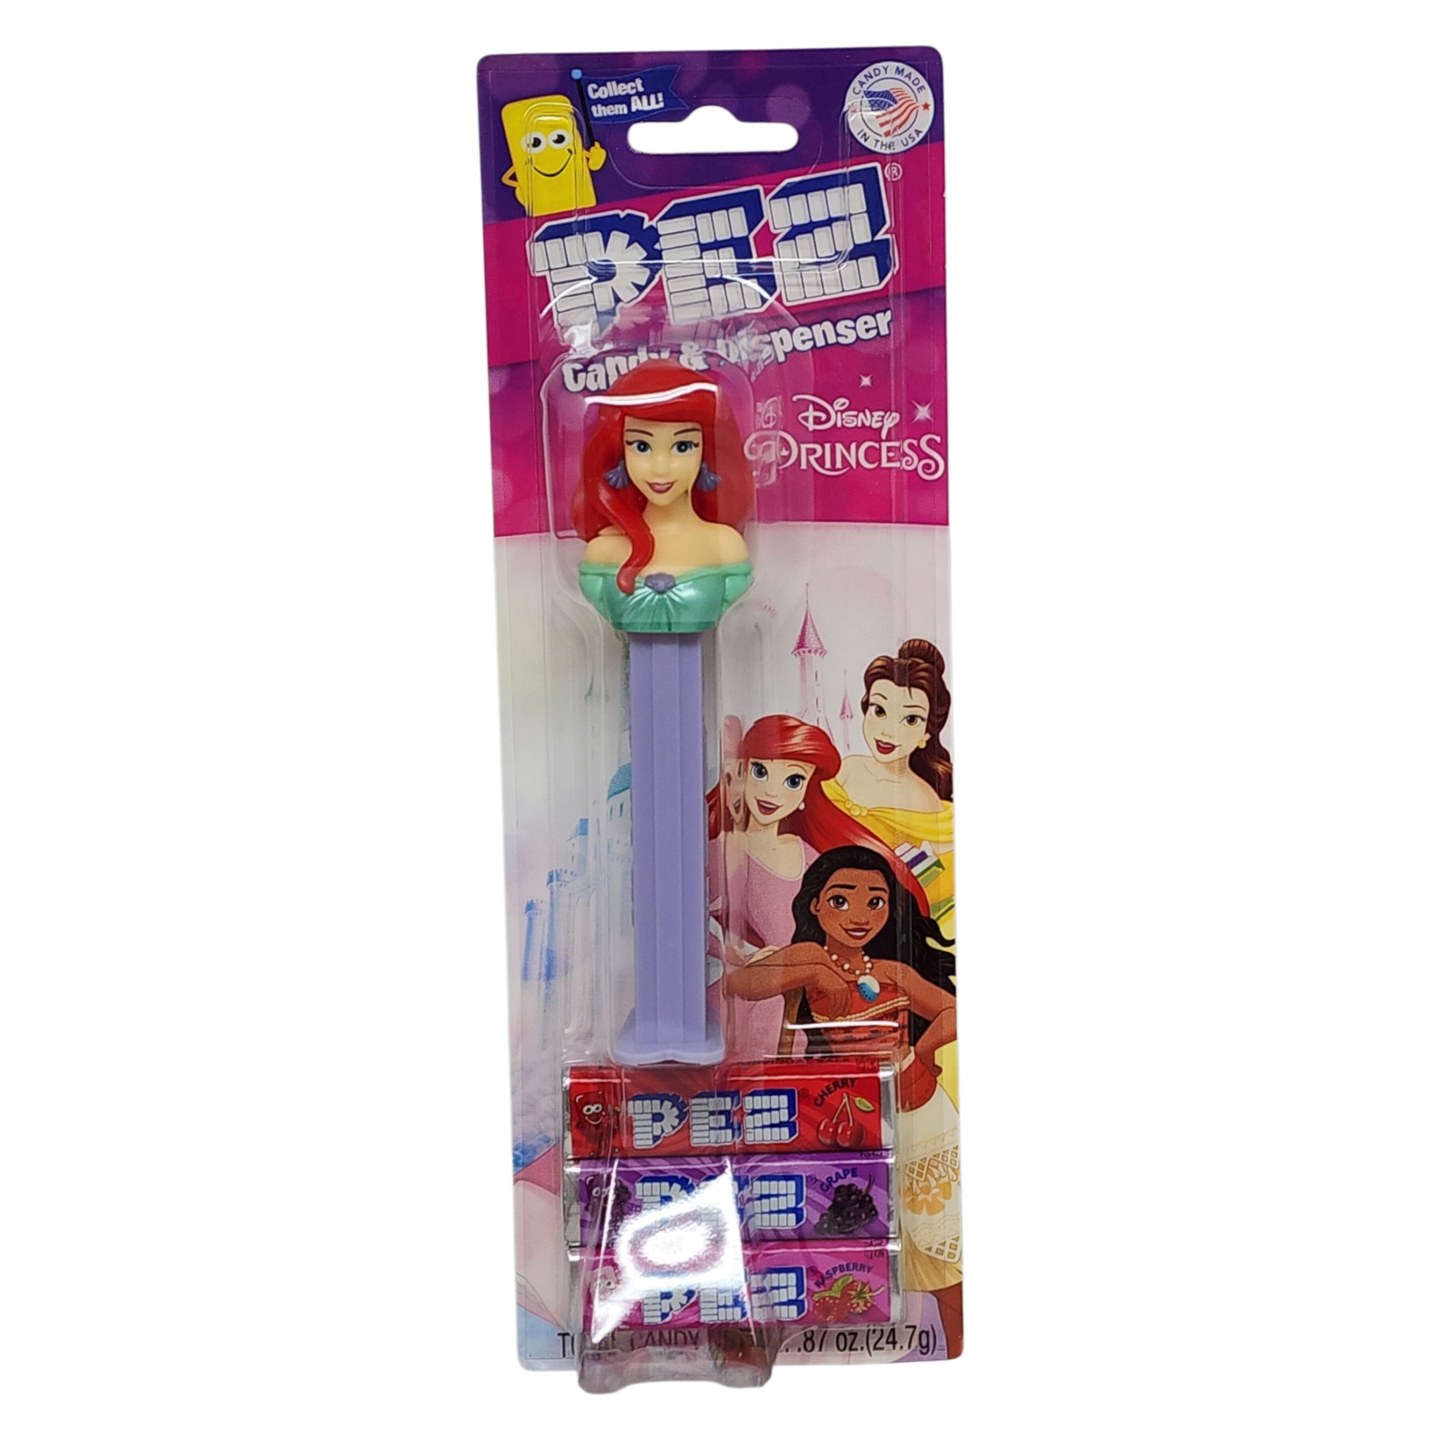 Collect
them ALL!
CANDY MADE
IN THE USA
PEZ®
Candy & Dispenser
Disney
PRINCESS
PEZ®
CHERRY
PEZ
GRAPE
PEZ
RASPBERRY
CANDY
.87 oz.(24.7g)